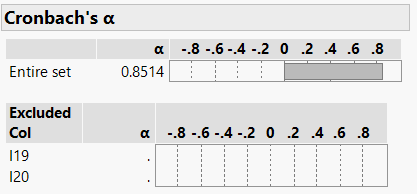 Cronbach's α
α -.8 -.6 -.4 -.2 0 .2 .4 .6 .8
Entire set 0.8514
Excluded
Col α -.8 -.6 -.4 -.2 0 .2 .4 .6 .8
I19 .
I20 .